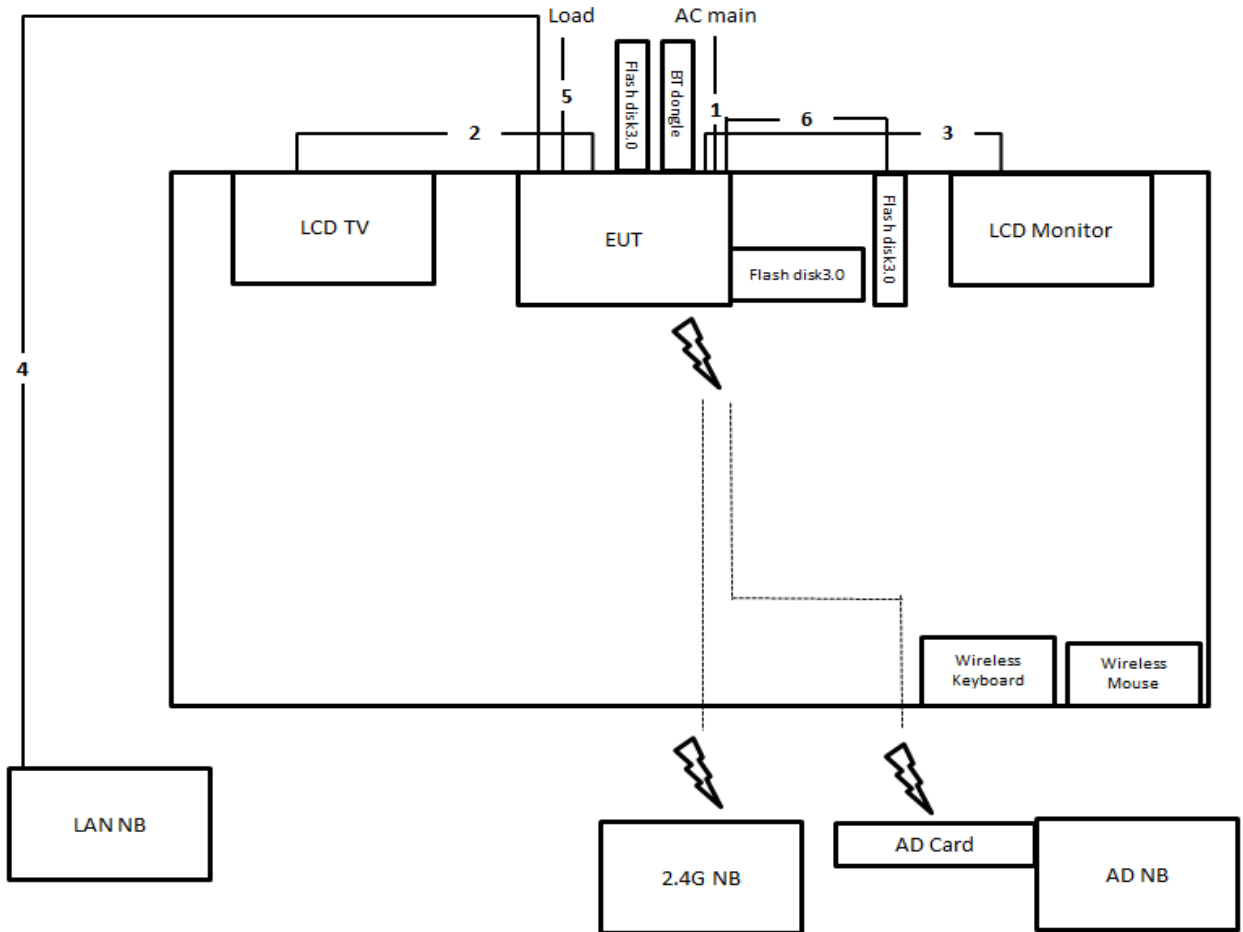 Load
AC main
Flash disk3.0
BT dongle
5
1
6
2
3
LCD TV
EUT
Flash disk3.0
Flash disk3.0
LCD Monitor
4
Wireless
Keyboard
Wireless
Mouse
LAN NB
2.4G NB
AD Card
AD NB